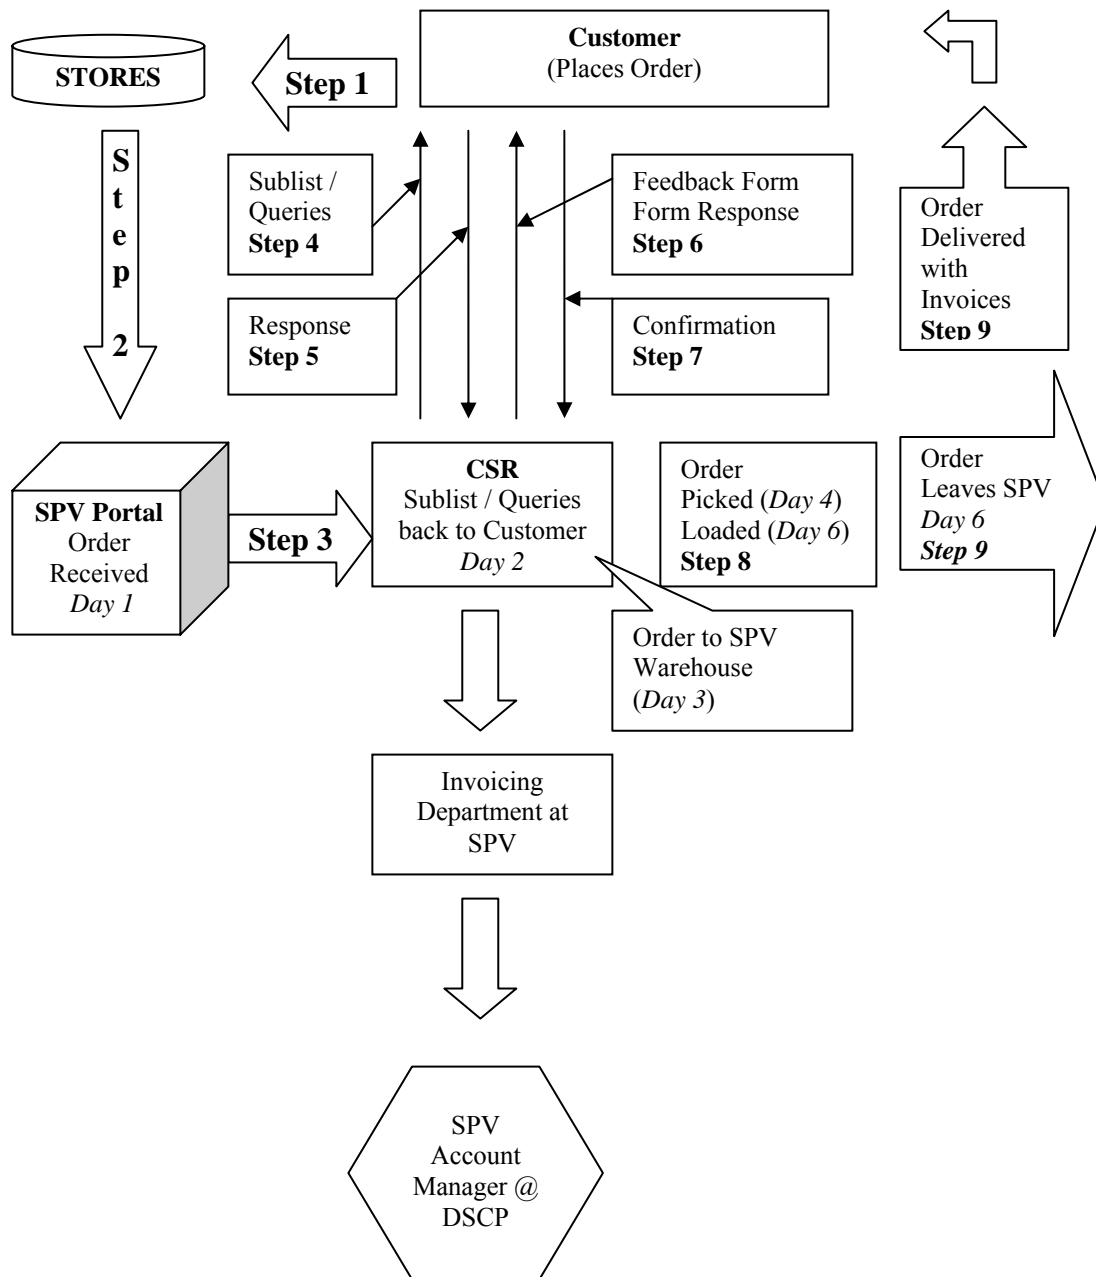 Customer
(Places Order)
STORES
Step 1
Step 2
Sublist /
Queries
Step 4
Feedback Form
Form Response
Step 6
Order
Delivered
with
Invoices
Step 9
Response
Step 5
Confirmation
Step 7
SPV Portal
Order
Received
Day 1
Step 3
CSR
Sublist / Queries
back to Customer
Day 2
Order
Picked (Day 4)
Loaded (Day 6)
Step 8
Order
Leaves SPV
Day 6
Step 9
Order to SPV
Warehouse
(Day 3)
Invoicing
Department at
SPV
SPV
Account
Manager @
DSCP